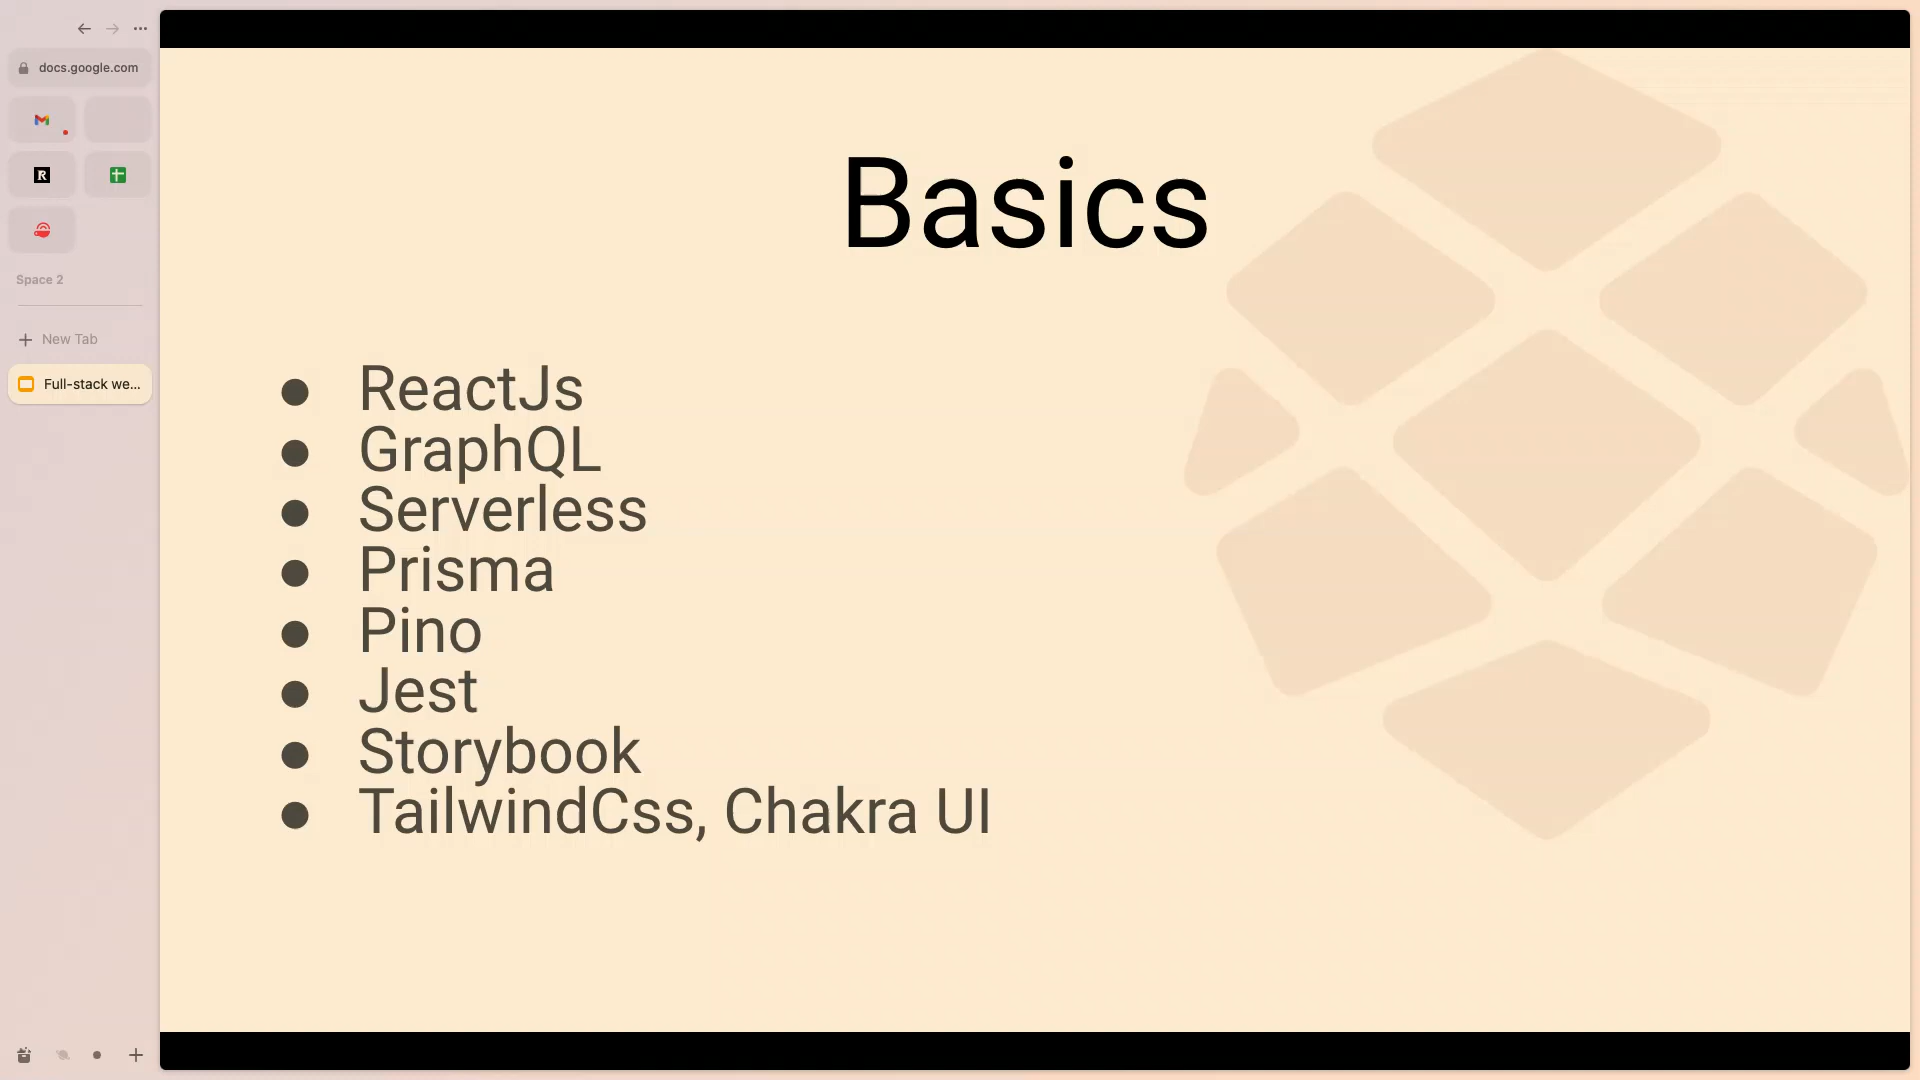 docs.google.com
Space 2
New Tab
Full-stack we...
Basics
ReactJs
GraphQL
Serverless
Prisma
Pino
Jest
Storybook
TailwindCss, Chakra UI